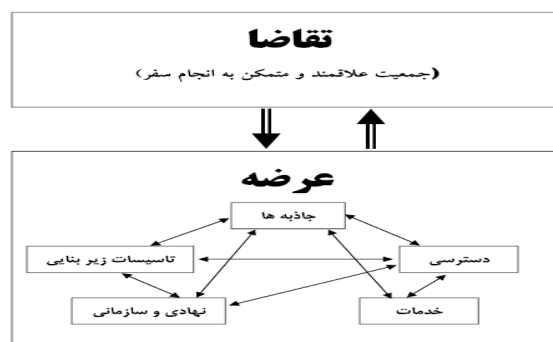 تقاضا
(جمعیت علاقمند و متمکن به انجام سفر)
عرضه
جاذبه ها
تاسیسات زیر بنایی
دسترسی
نهادی و سازمانی
خدمات